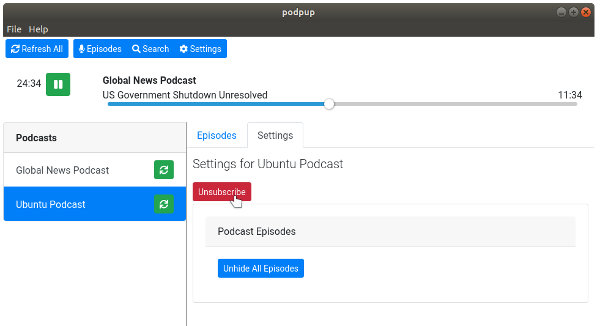 podpup
File Help
Refresh All Episodes Search Settings
24:34
Global News Podcast
US Government Shutdown Unresolved
11:34
Podcasts
Global News Podcast
Ubuntu Podcast
Episodes Settings
Settings for Ubuntu Podcast
Unsubscribe
Podcast Episodes
Unhide All Episodes